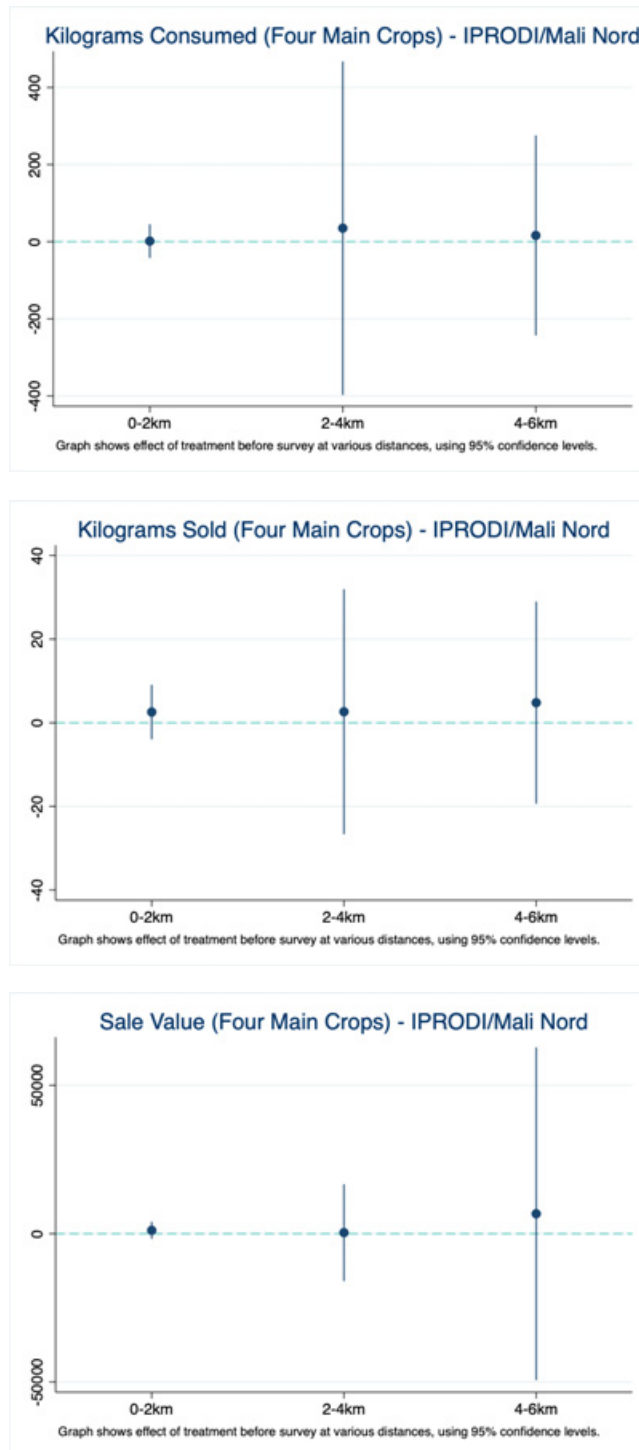 Kilograms Consumed (Four Main Crops) - IPRODI/Mali Nord
400
200
0
-200
-400
0-2km 2-4km 4-6km
Graph shows effect of treatment before survey at various distances, using 95% confidence levels.
Kilograms Sold (Four Main Crops) - IPRODI/Mali Nord
40
20
0
-20
-40
0-2km 2-4km 4-6km
Graph shows effect of treatment before survey at various distances, using 95% confidence levels.
Sale Value (Four Main Crops) - IPRODI/Mali Nord
50000
0
-50000
0-2km 2-4km 4-6km
Graph shows effect of treatment before survey at various distances, using 95% confidence levels.